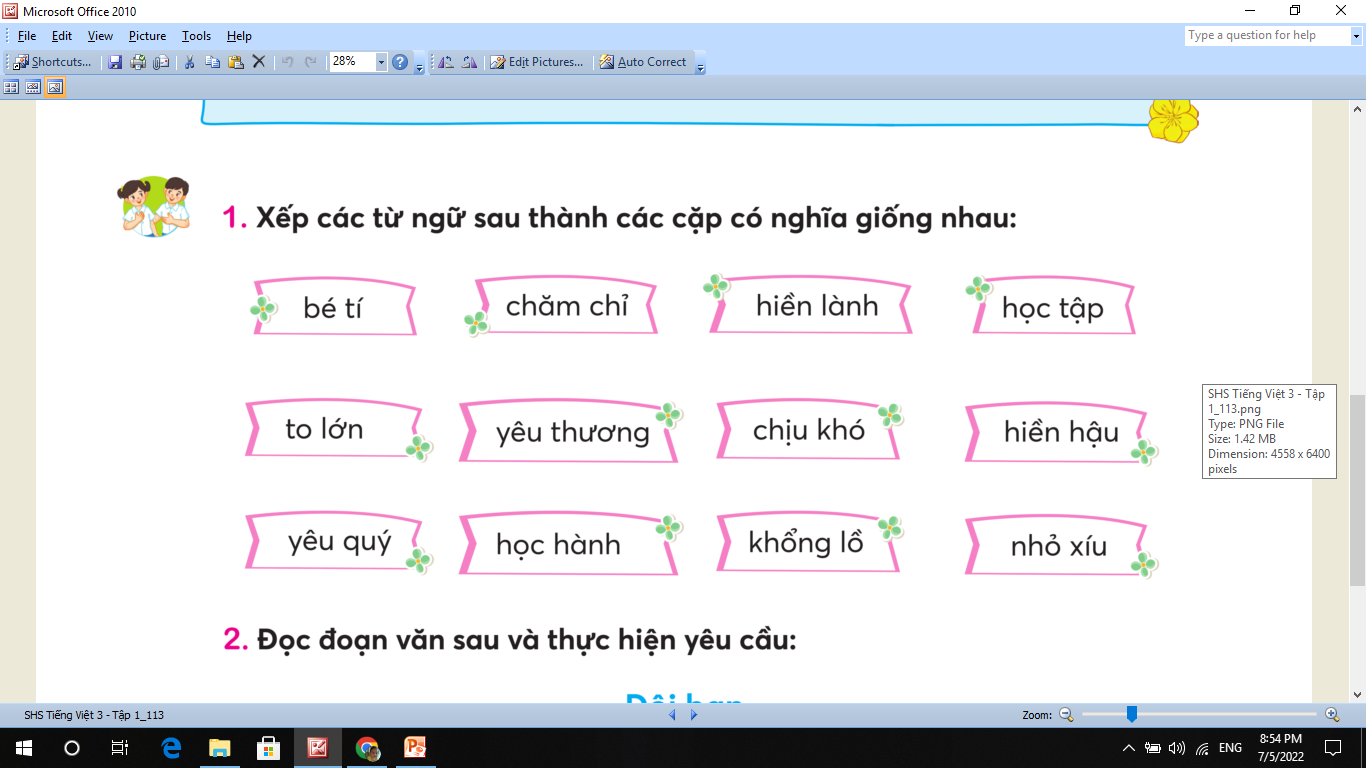 Microsoft Office 2010
File Edit View Picture Tools Help
Type a question for help
Shortcuts... 28% Edit Pictures... Auto Correct
1. Xếp các từ ngữ sau thành các cặp có nghĩa giống nhau:
bé tí chăm chỉ hiền lành học tập
to lớn yêu thương chịu khó hiền hậu
yêu quý học hành khổng lồ nhỏ xíu
SHS Tiếng Việt 3 - Tập
1_113.png
Type: PNG File
Size: 1.42 MB
Dimension: 4558 x 6400
pixels
2. Đọc đoạn văn sau và thực hiện yêu cầu:
SHS Tiếng Việt 3 - Tập 1_113 Zoom:
ENG 8:54 PM
7/5/2022